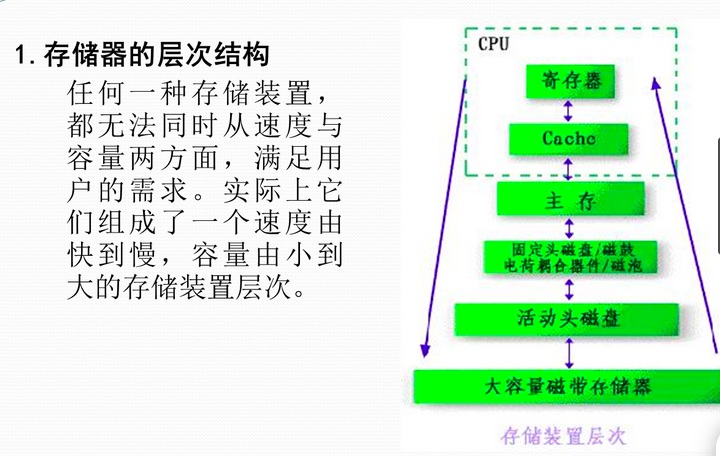 1. 存储器的层次结构
任何一种存储装置，
都无法同时从速度与
容量两方面，满足用
户的需求。实际上它
们组成了一个速度由
快到慢，容量由小到
大的存储装置层次。
CPU
寄存器
Cache
主 存
固定头磁盘/磁鼓
电荷耦合器件/磁泡
活动头磁盘
大容量磁带存储器
存储装置层次